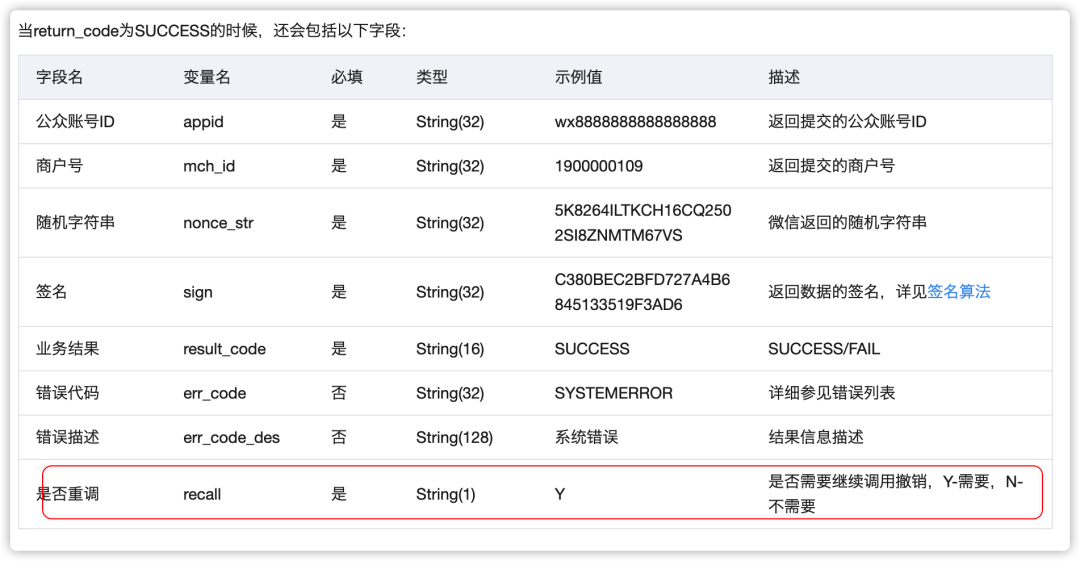 当return_code为SUCCESS的时候，还会包括以下字段：
字段名 变量名 必填 类型 示例值 描述
公众账号ID appid 是 String(32) wx8888888888888888 返回提交的公众账号ID
商户号 mch_id 是 String(32) 1900000109 返回提交的商户号
随机字符串 nonce_str 是 String(32) 5K8264ILTKCH16CQ250
2SI8ZNMTM67VS 微信返回的随机字符串
签名 sign 是 String(32) C380BEC2BFD727A4B6
845133519F3AD6 返回数据的签名，详见签名算法
业务结果 result_code 是 String(16) SUCCESS SUCCESS/FAIL
错误代码 err_code 否 String(32) SYSTEMERROR 详细参见错误列表
错误描述 err_code_des 否 String(128) 系统错误 结果信息描述
是否重调 recall 是 String(1) Y 是否需要继续调用撤销，Y-需要，N-
不需要